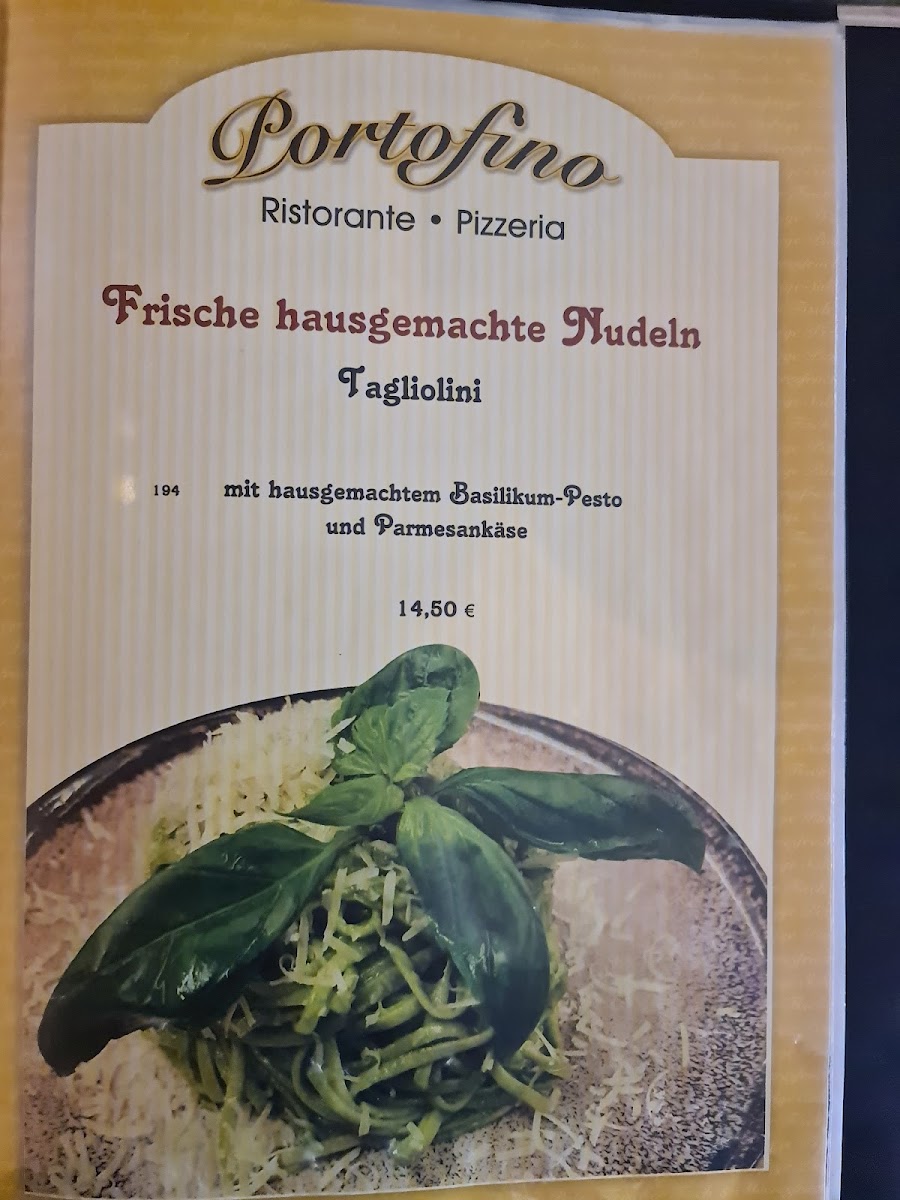 Portofino
Ristorante • Pizzeria
Frische hausgemachte Nudeln
Tagliolini
194 mit hausgemachtem Basilikum-Pesto
und Parmesankäse
14,50 €